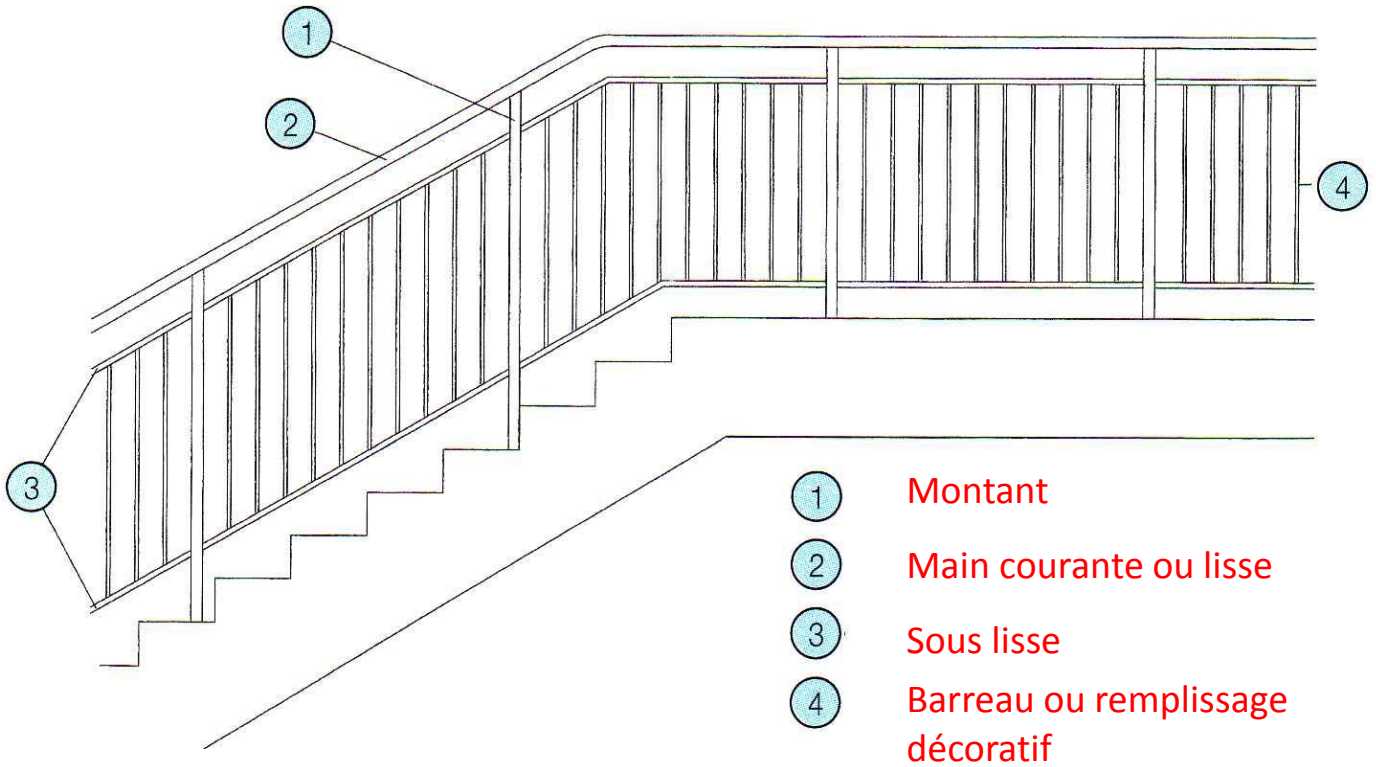 1
2
4
3
1 Montant
2 Main courante ou lisse
3 Sous lisse
4 Barreau ou remplissage
décoratif